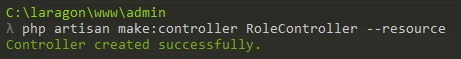 C:\laragon\www\admin
λ php artisan make:controller RoleController --resource
Controller created successfully.